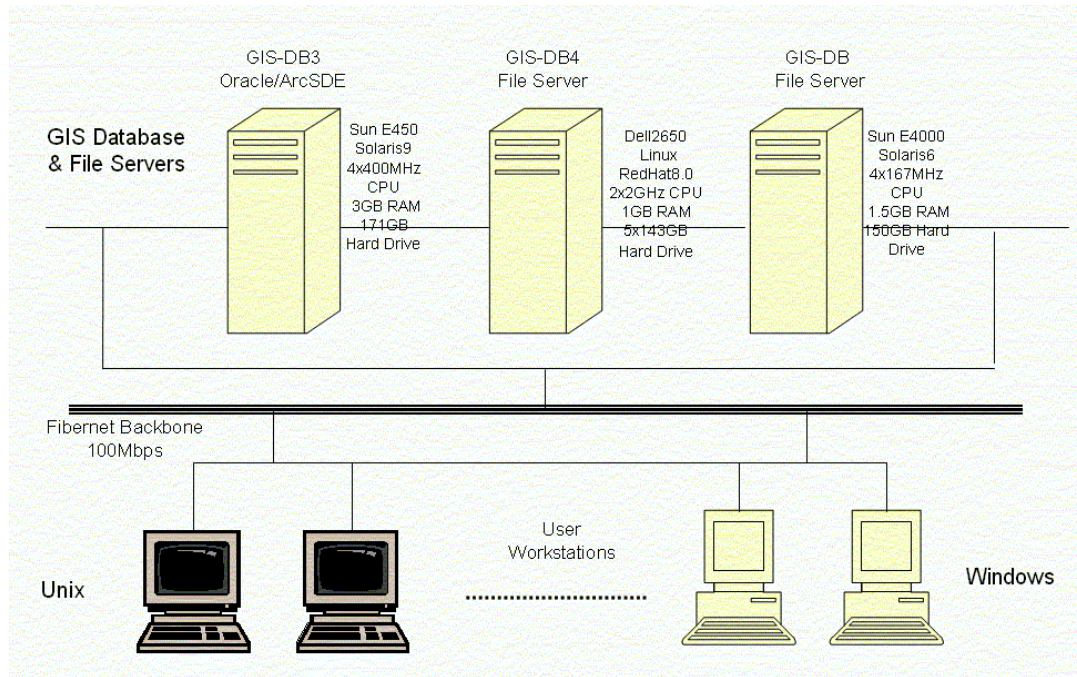 GIS-DB3
Oracle/ArcSDE
GIS-DB4
File Server
GIS-DB
File Server
GIS Database
& File Servers
Sun E450
Solaris9
4x400MHz
CPU
3GB RAM
171GB
Hard Drive
Dell2650
Linux
RedHat8.0
2x2GHz CPU
1GB RAM
5x143GB
Hard Drive
Sun E4000
Solaris6
4x167MHz
CPU
1.5GB RAM
150GB Hard
Drive
Fibernet Backbone
100Mbps
User
Workstations
Unix
Windows